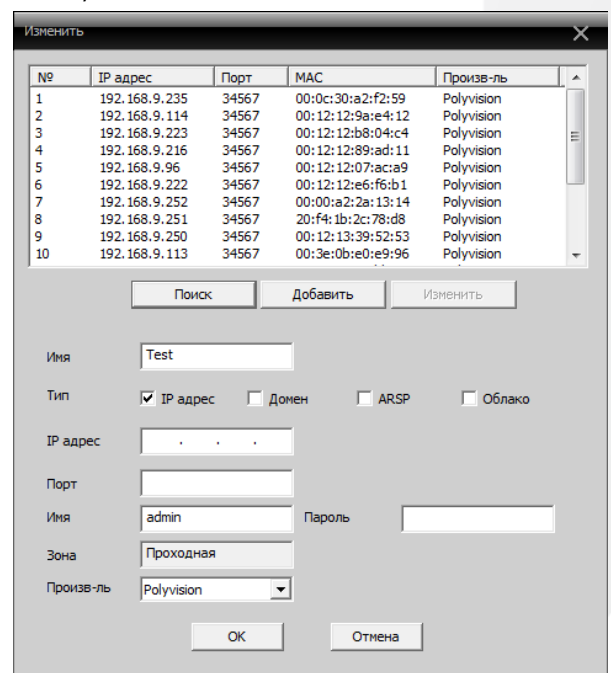 Изменить
№ IP адрес Порт MAC Произв-ль
1 192.168.9.235 34567 00:0c:30:a2:f2:59 Polyvision
2 192.168.9.114 34567 00:12:12:9a:e4:12 Polyvision
3 192.168.9.223 34567 00:12:12:b8:04:c4 Polyvision
4 192.168.9.216 34567 00:12:12:89:ad:11 Polyvision
5 192.168.9.96 34567 00:12:12:07:ac:a9 Polyvision
6 192.168.9.222 34567 00:12:12:e6:f6:b1 Polyvision
7 192.168.9.252 34567 00:00:a2:2a:13:14 Polyvision
8 192.168.9.251 34567 20:f4:1b:2c:78:d8 Polyvision
9 192.168.9.250 34567 00:12:13:39:52:53 Polyvision
10 192.168.9.113 34567 00:3e:0b:e0:e9:96 Polyvision
Поиск Добавить Изменить
Имя Test
Тип IP адрес Домен ARSP Облако
IP адрес . . .
Порт
Имя admin Пароль
Зона Проходная
Произв-ль Polyvision
OK Отмена